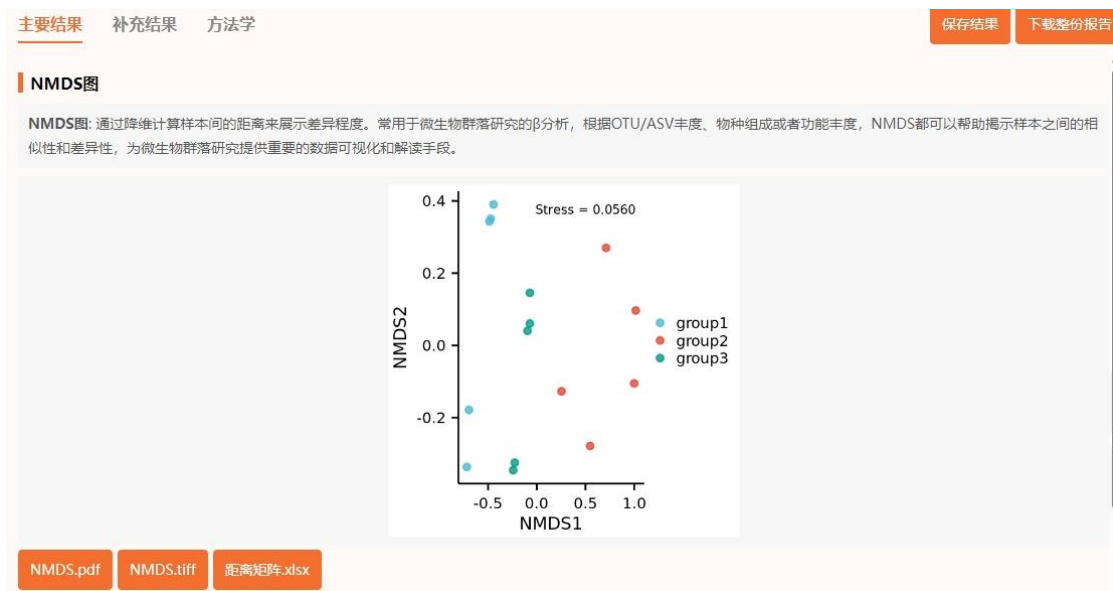 主要结果 补充结果 方法学 保存结果 下载整份报告
NMDS图
NMDS图: 通过降维计算样本间的距离来展示差异程度。常用于微生物群落研究的β分析，根据OTU/ASV丰度、物种组成或者功能丰度，NMDS都可以帮助揭示样本之间的相
似性和差异性，为微生物群落研究提供重要的数据可视化和解读手段。
Stress = 0.0560
0.4
0.2
0.0
-0.2
NMDS2
group1
group2
group3
-0.5 0.0 0.5 1.0
NMDS1
NMDS.pdf NMDS.tiff 距离矩阵.xlsx